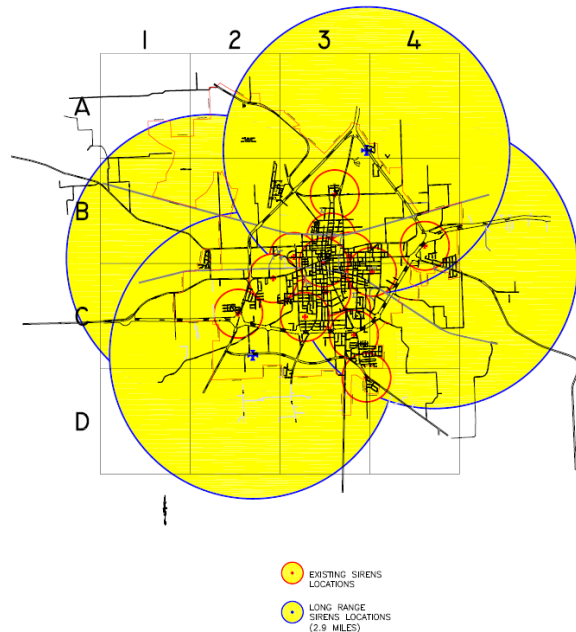 1 2 3 4
A
B
C
D
EXISTING SIRENS
LOCATIONS
LONG RANGE
SIRENS LOCATIONS
(2.9 MILES)